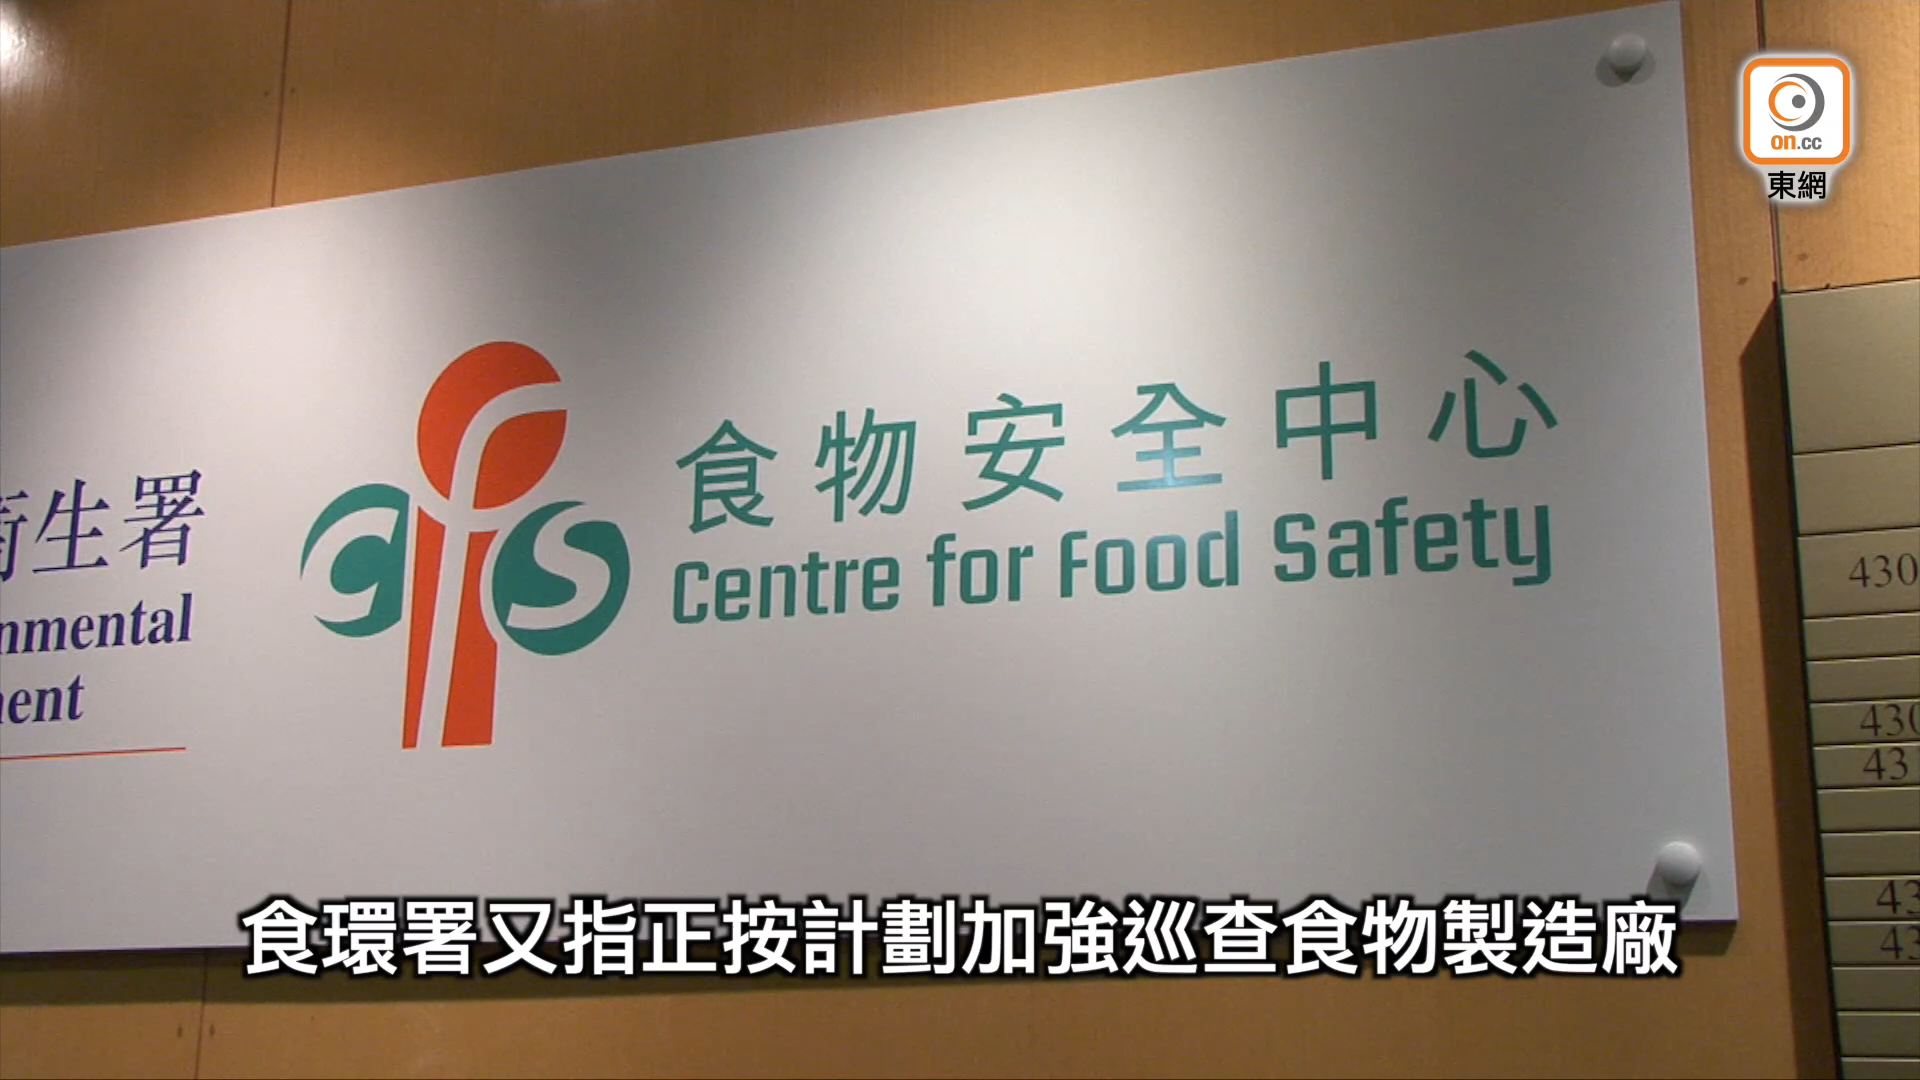 on.cc
東網
衛生署
nmental
ent
cfs
食物安全中心
Centre for Food Safety
430
430
43
43
43
食環署又指正按計劃加強巡查食物製造廠